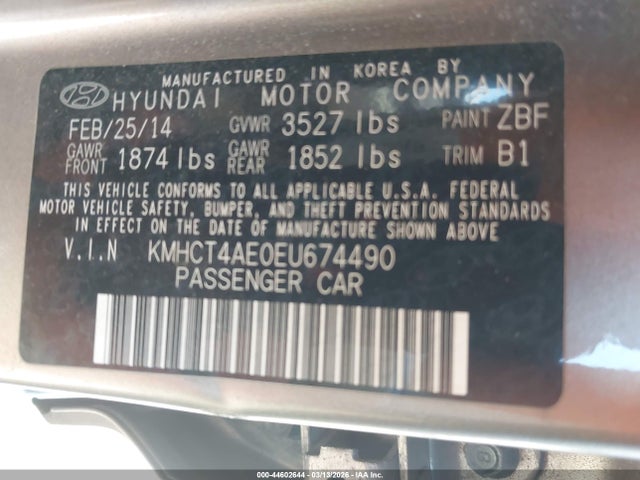 MANUFACTURED IN KOREA BY
HYUNDAI MOTOR COMPANY
FEB/25/14 GVWR 3527 lbs PAINT ZBF
GAWR FRONT 1874 lbs GAWR REAR 1852 lbs TRIM B1
THIS VEHICLE CONFORMS TO ALL APPLICABLE U.S.A. FEDERAL
MOTOR VEHICLE SAFETY, BUMPER, AND THEFT PREVENTION STANDARDS
IN EFFECT ON THE DATE OF MANUFACTURE SHOWN ABOVE
V.I.N KMHCT4AE0EU674490
PASSENGER CAR
000-44602644 - 03/13/2026 - IAAI.COM